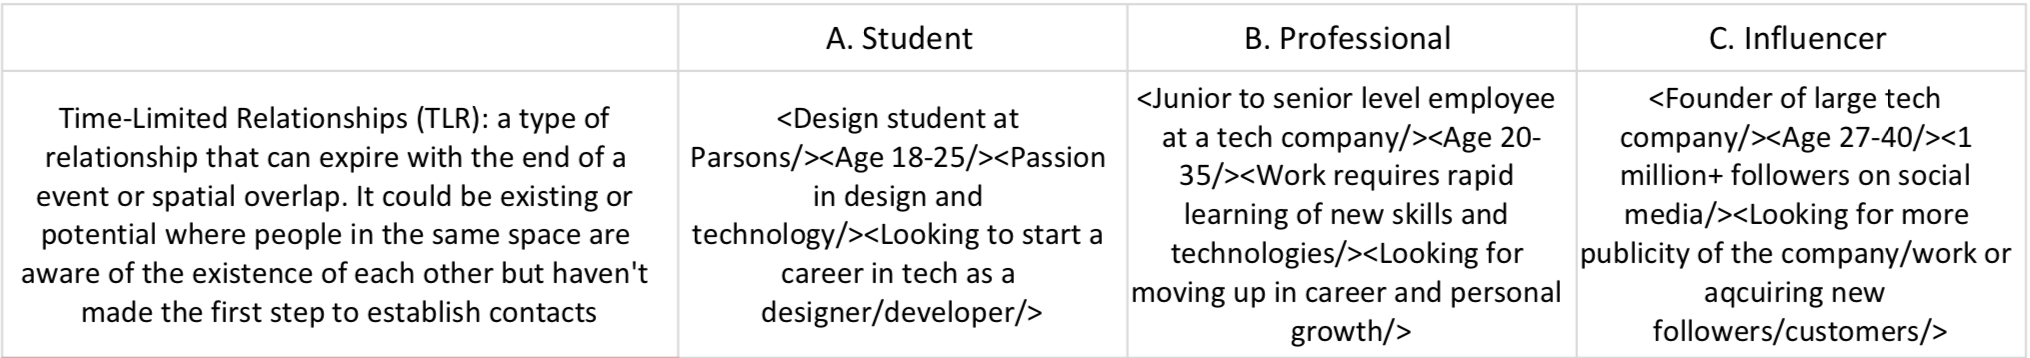 A. Student
B. Professional
C. Influencer
Time-Limited Relationships (TLR): a type of
relationship that can expire with the end of a
event or spatial overlap. It could be existing or
potential where people in the same space are
aware of the existence of each other but haven't
made the first step to establish contacts
<Design student at
Parsons/><Age 18-25/><Passion
in design and
technology/><Looking to start a
career in tech as a
designer/developer/>
<Junior to senior level employee
at a tech company/><Age 20-
35/><Work requires rapid
learning of new skills and
technologies/><Looking for
moving up in career and personal
growth/>
<Founder of large tech
company/><Age 27-40/><1
million+ followers on social
media/><Looking for more
publicity of the company/work or
aqcuiring new
followers/customers/>